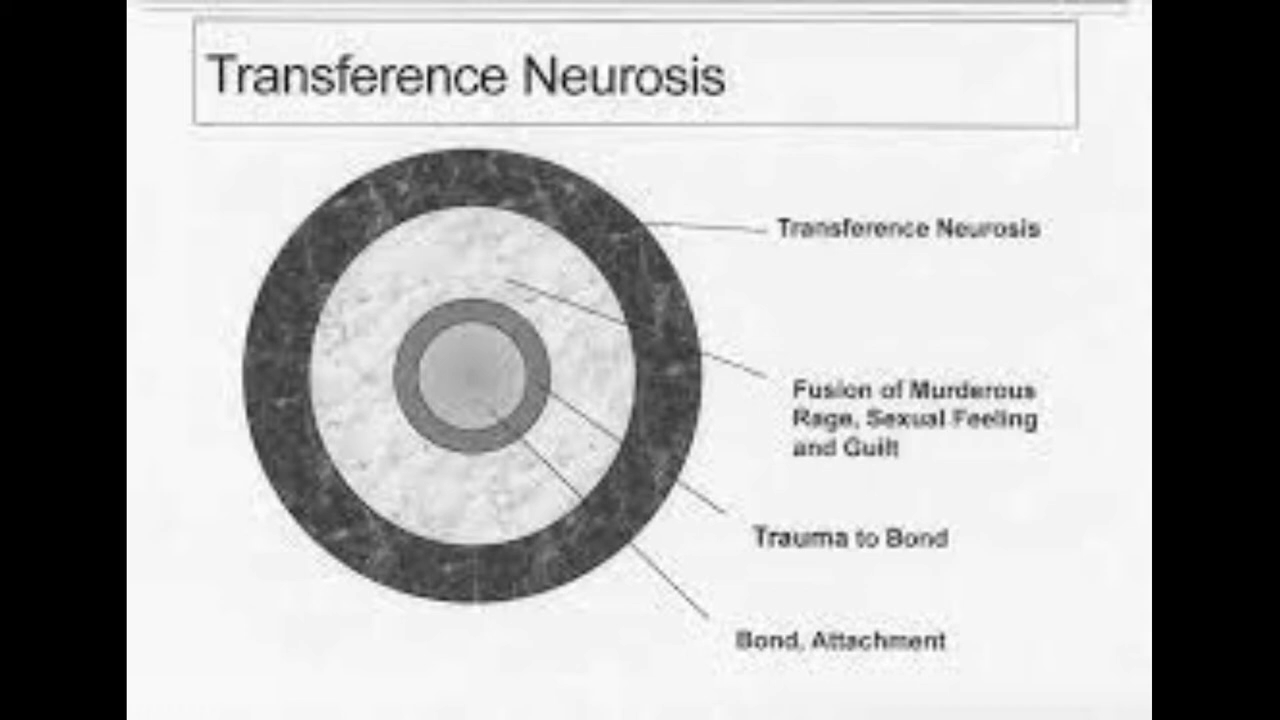 Transference Neurosis
Transference Neurosis
Fusion of Murderous
Rage, Sexual Feeling
and Guilt
Trauma to Bond
Bond, Attachment